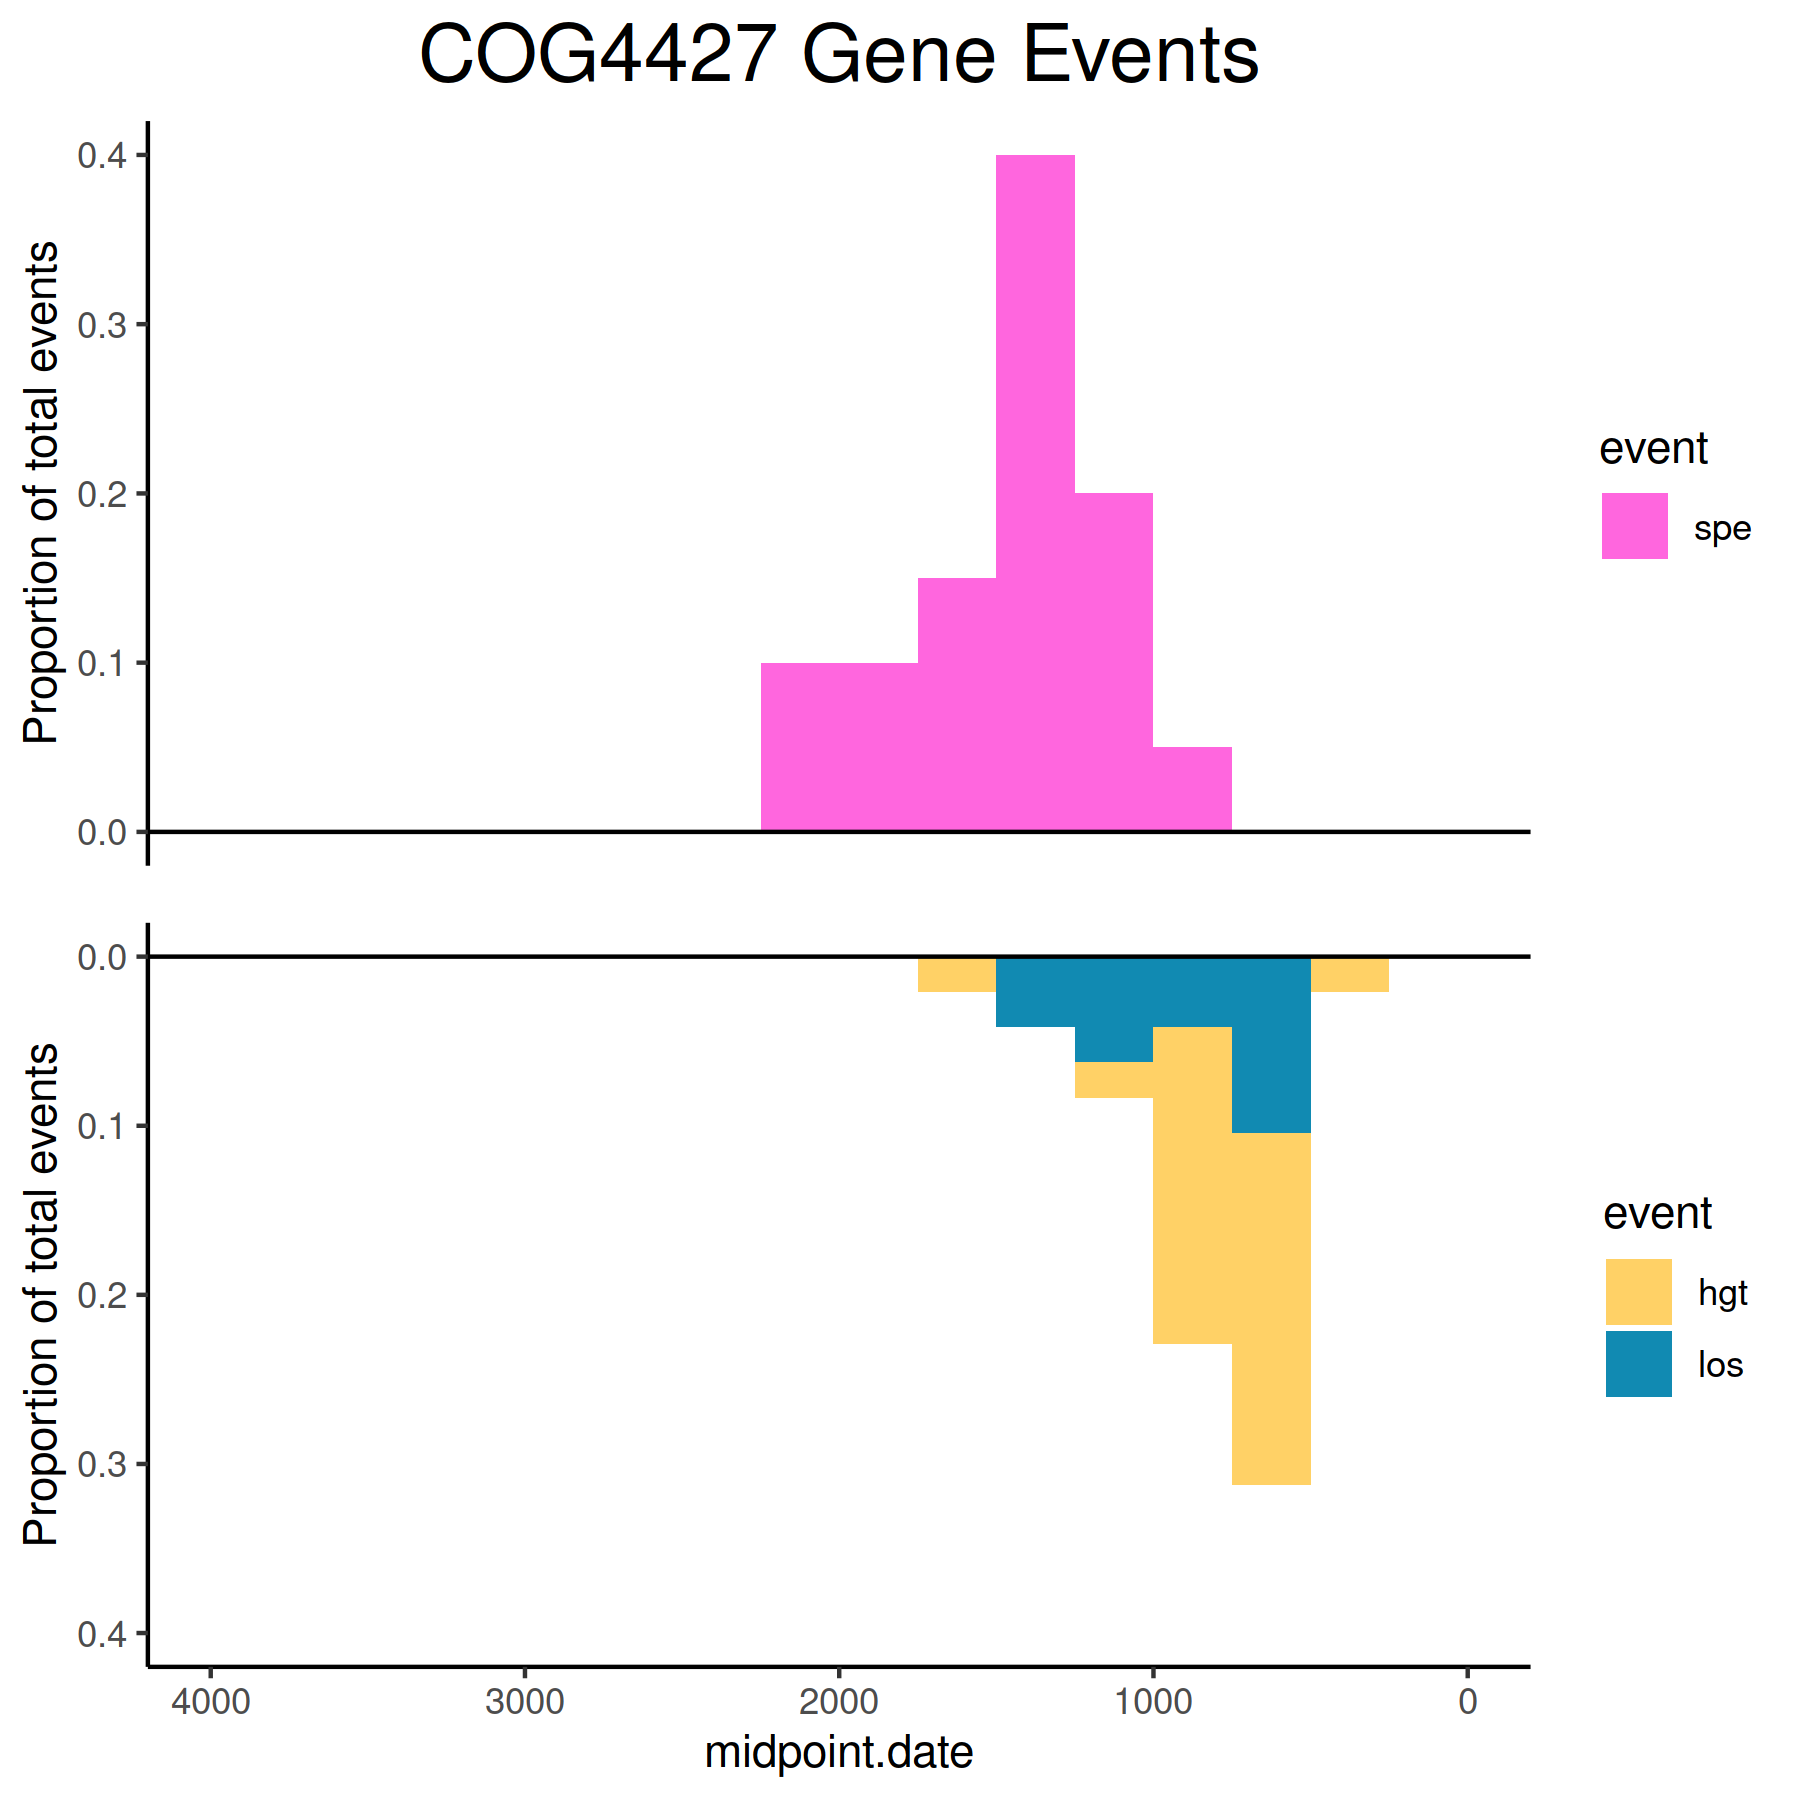 COG4427 Gene Events
Proportion of total events
0.4
0.3
0.2
0.1
0.0
event
spe
Proportion of total events
0.0
0.1
0.2
0.3
0.4
event
hgt
los
4000 3000 2000 1000 0
midpoint.date